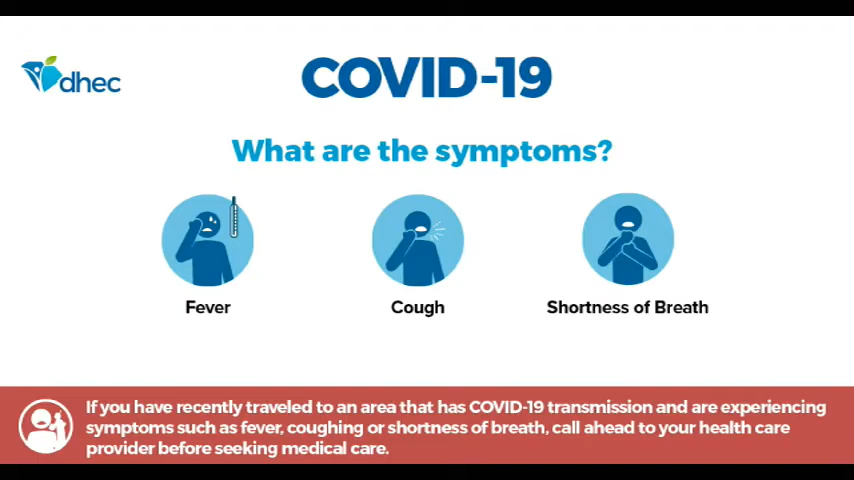 dhec
COVID-19
What are the symptoms?
Fever
Cough
Shortness of Breath
If you have recently traveled to an area that has COVID-19 transmission and are experiencing
symptoms such as fever, coughing or shortness of breath, call ahead to your health care
provider before seeking medical care.